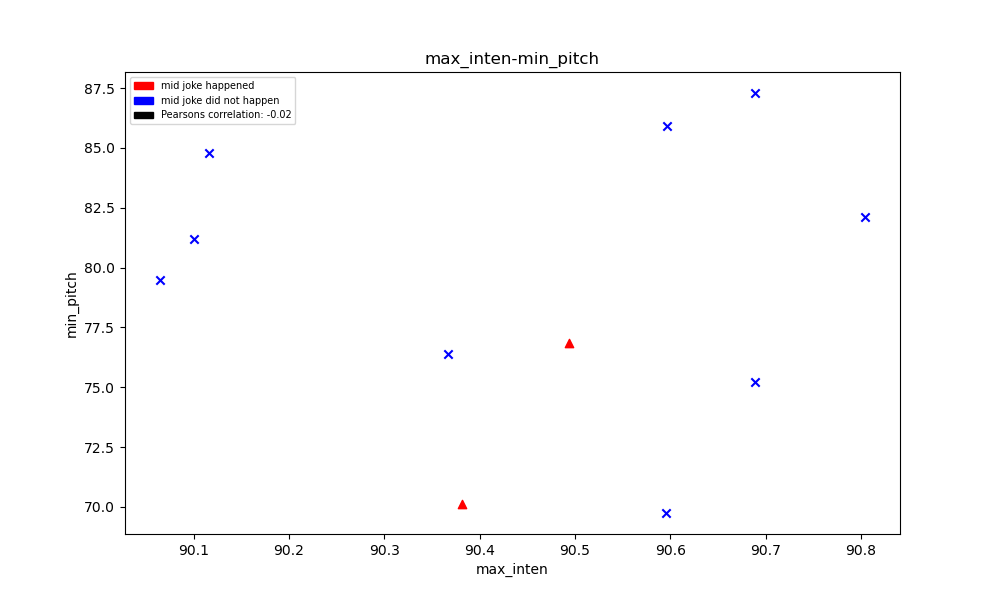 max_inten-min_pitch
mid joke happened
mid joke did not happen
Pearsons correlation: -0.02
87.5
85.0
82.5
80.0
77.5
75.0
72.5
70.0
min_pitch
90.1 90.2 90.3 90.4 90.5 90.6 90.7 90.8
max_inten